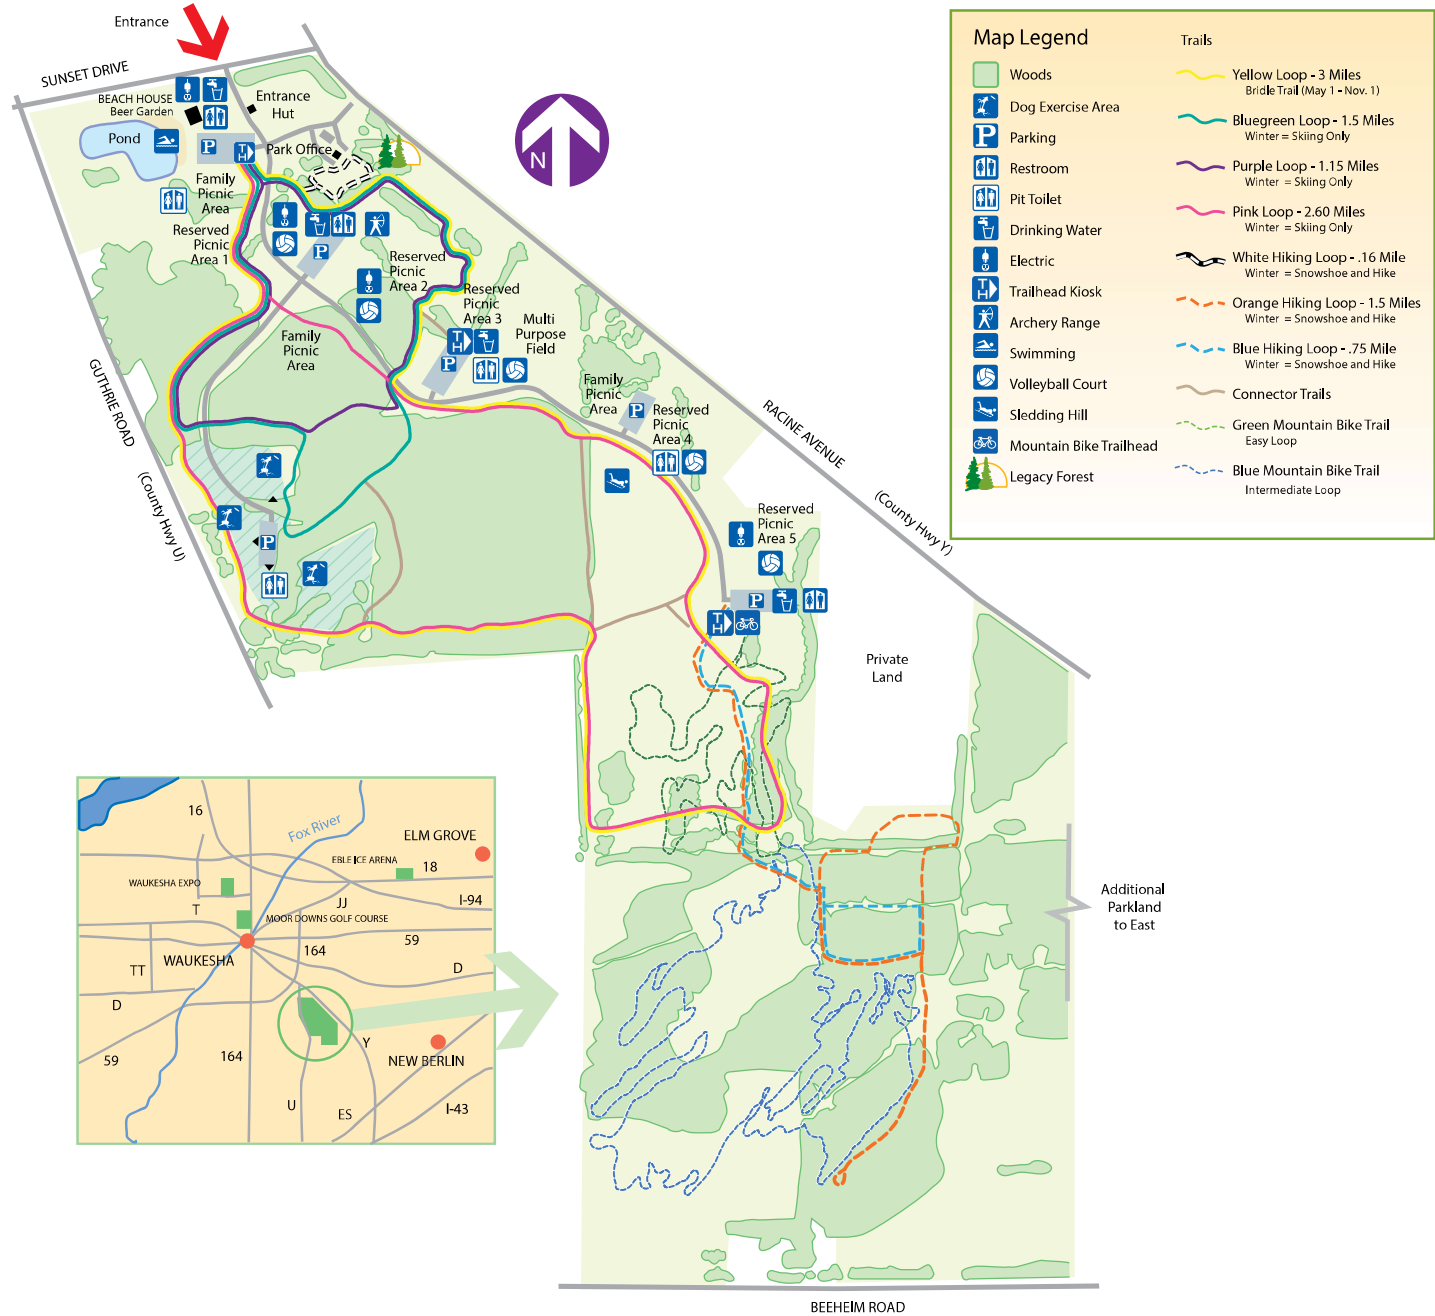 Entrance
SUNSET DRIVE
BEACH HOUSE
Beer Garden
Entrance
Hut
Pond
P
TH
Park Office
Family
Picnic
Area
Reserved
Picnic
Area 1
P
Reserved
Picnic
Area 2
Reserved
Picnic
Area 3
Multi
Purpose
Field
TH
P
Family
Picnic
Area
Family
Picnic
Area
P
Reserved
Picnic
Area 4
GUTHRIE ROAD
(County Hwy U)
RACINE AVENUE
(County Hwy Y)
P
Reserved
Picnic
Area 5
P
TH
Private
Land
Additional
Parkland
to East
BEEHEIM ROAD
N
Map Legend
Woods
Dog Exercise Area
P
Parking
Restroom
Pit Toilet
Drinking Water
Electric
TH
Trailhead Kiosk
Archery Range
Swimming
Volleyball Court
Sledding Hill
Mountain Bike Trailhead
Legacy Forest
Trails
Yellow Loop - 3 Miles
Bridle Trail (May 1 - Nov. 1)
Bluegreen Loop - 1.5 Miles
Winter = Skiing Only
Purple Loop - 1.15 Miles
Winter = Skiing Only
Pink Loop - 2.60 Miles
Winter = Skiing Only
White Hiking Loop - .16 Mile
Winter = Snowshoe and Hike
Orange Hiking Loop - 1.5 Miles
Winter = Snowshoe and Hike
Blue Hiking Loop - .75 Mile
Winter = Snowshoe and Hike
Connector Trails
Green Mountain Bike Trail
Easy Loop
Blue Mountain Bike Trail
Intermediate Loop
16
Fox River
ELM GROVE
EBLE ICE ARENA
18
WAUKESHA EXPO
JJ
I-94
T
MOOR DOWNS GOLF COURSE
59
164
WAUKESHA
TT
D
D
Y
59
164
NEW BERLIN
U
ES
I-43